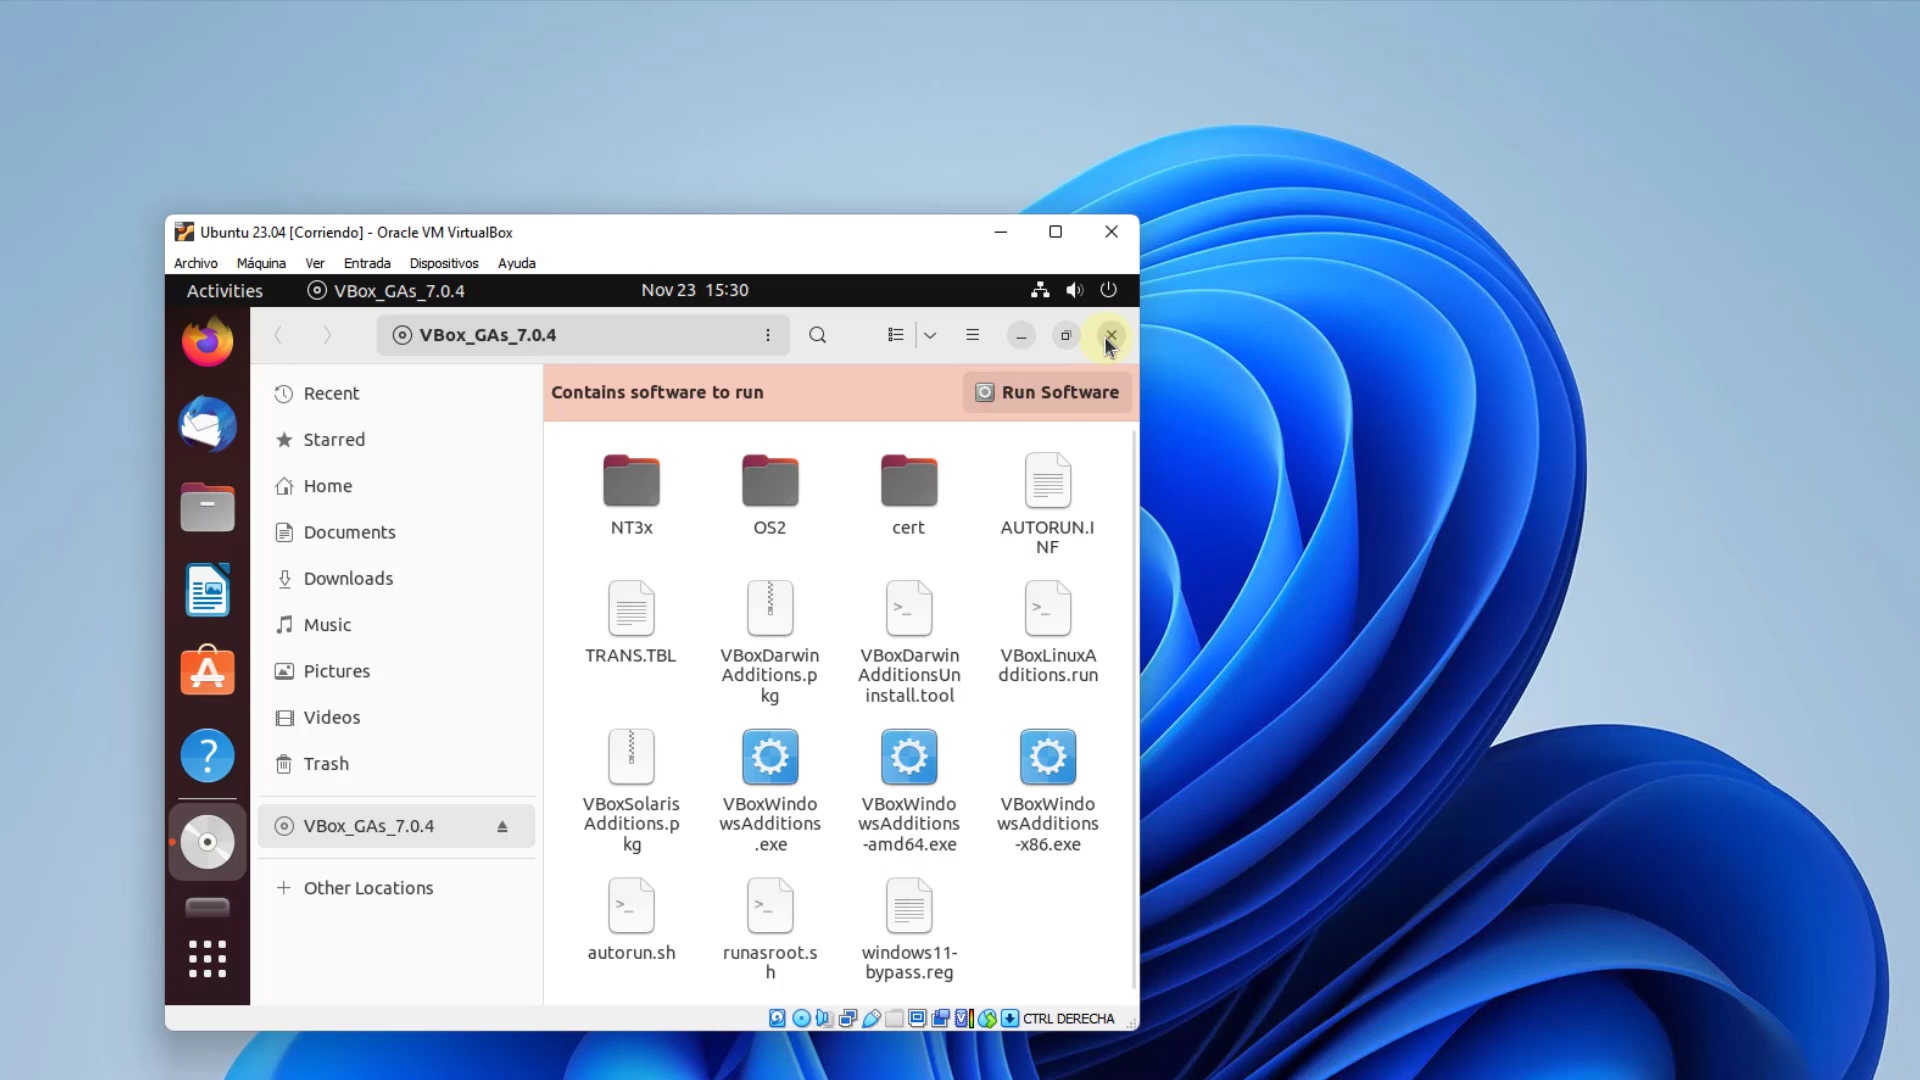 Ubuntu 23.04 [Corriendo] - Oracle VM VirtualBox
Archivo Máquina Ver Entrada Dispositivos Ayuda
Activities VBox_GAs_7.0.4 Nov 23 15:30
VBox_GAs_7.0.4
Recent
Starred
Home
Documents
Downloads
Music
Pictures
Videos
Trash
VBox_GAs_7.0.4
Other Locations
Contains software to run Run Software
NT3x
OS2
cert
AUTORUN.I
NF
TRANS.TBL
VBoxDarwin
Additions.p
kg
VBoxDarwin
AdditionsUn
install.tool
VBoxLinuxA
dditions.run
VBoxSolaris
Additions.p
kg
VBoxWindo
wsAdditions
.exe
VBoxWindo
wsAdditions
-amd64.exe
VBoxWindo
wsAdditions
-x86.exe
autorun.sh
runasroot.s
h
windows11-
bypass.reg
CTRL DERECHA